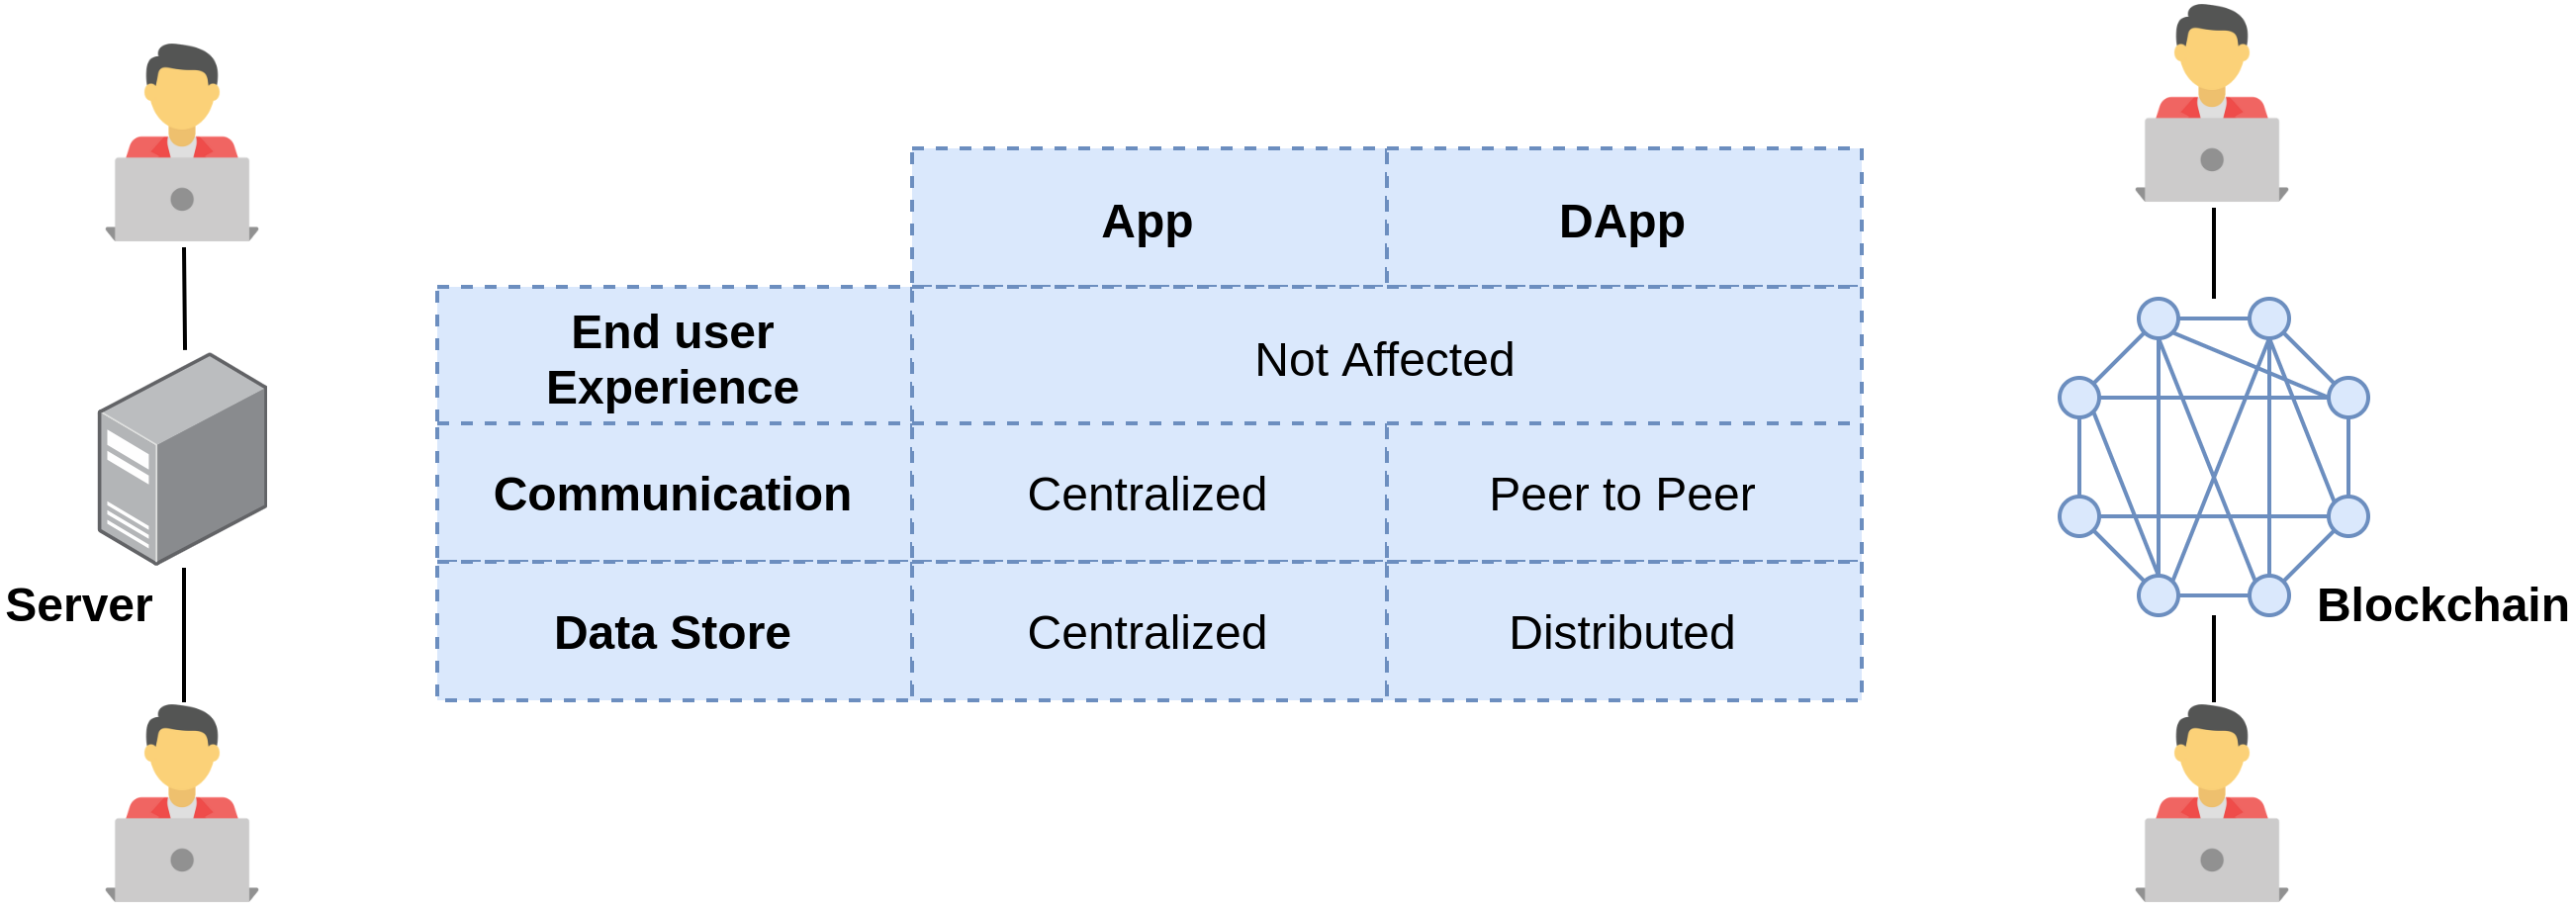 App
DApp
End user
Experience
Not Affected
Communication
Centralized
Peer to Peer
Data Store
Centralized
Distributed
Server
Blockchain